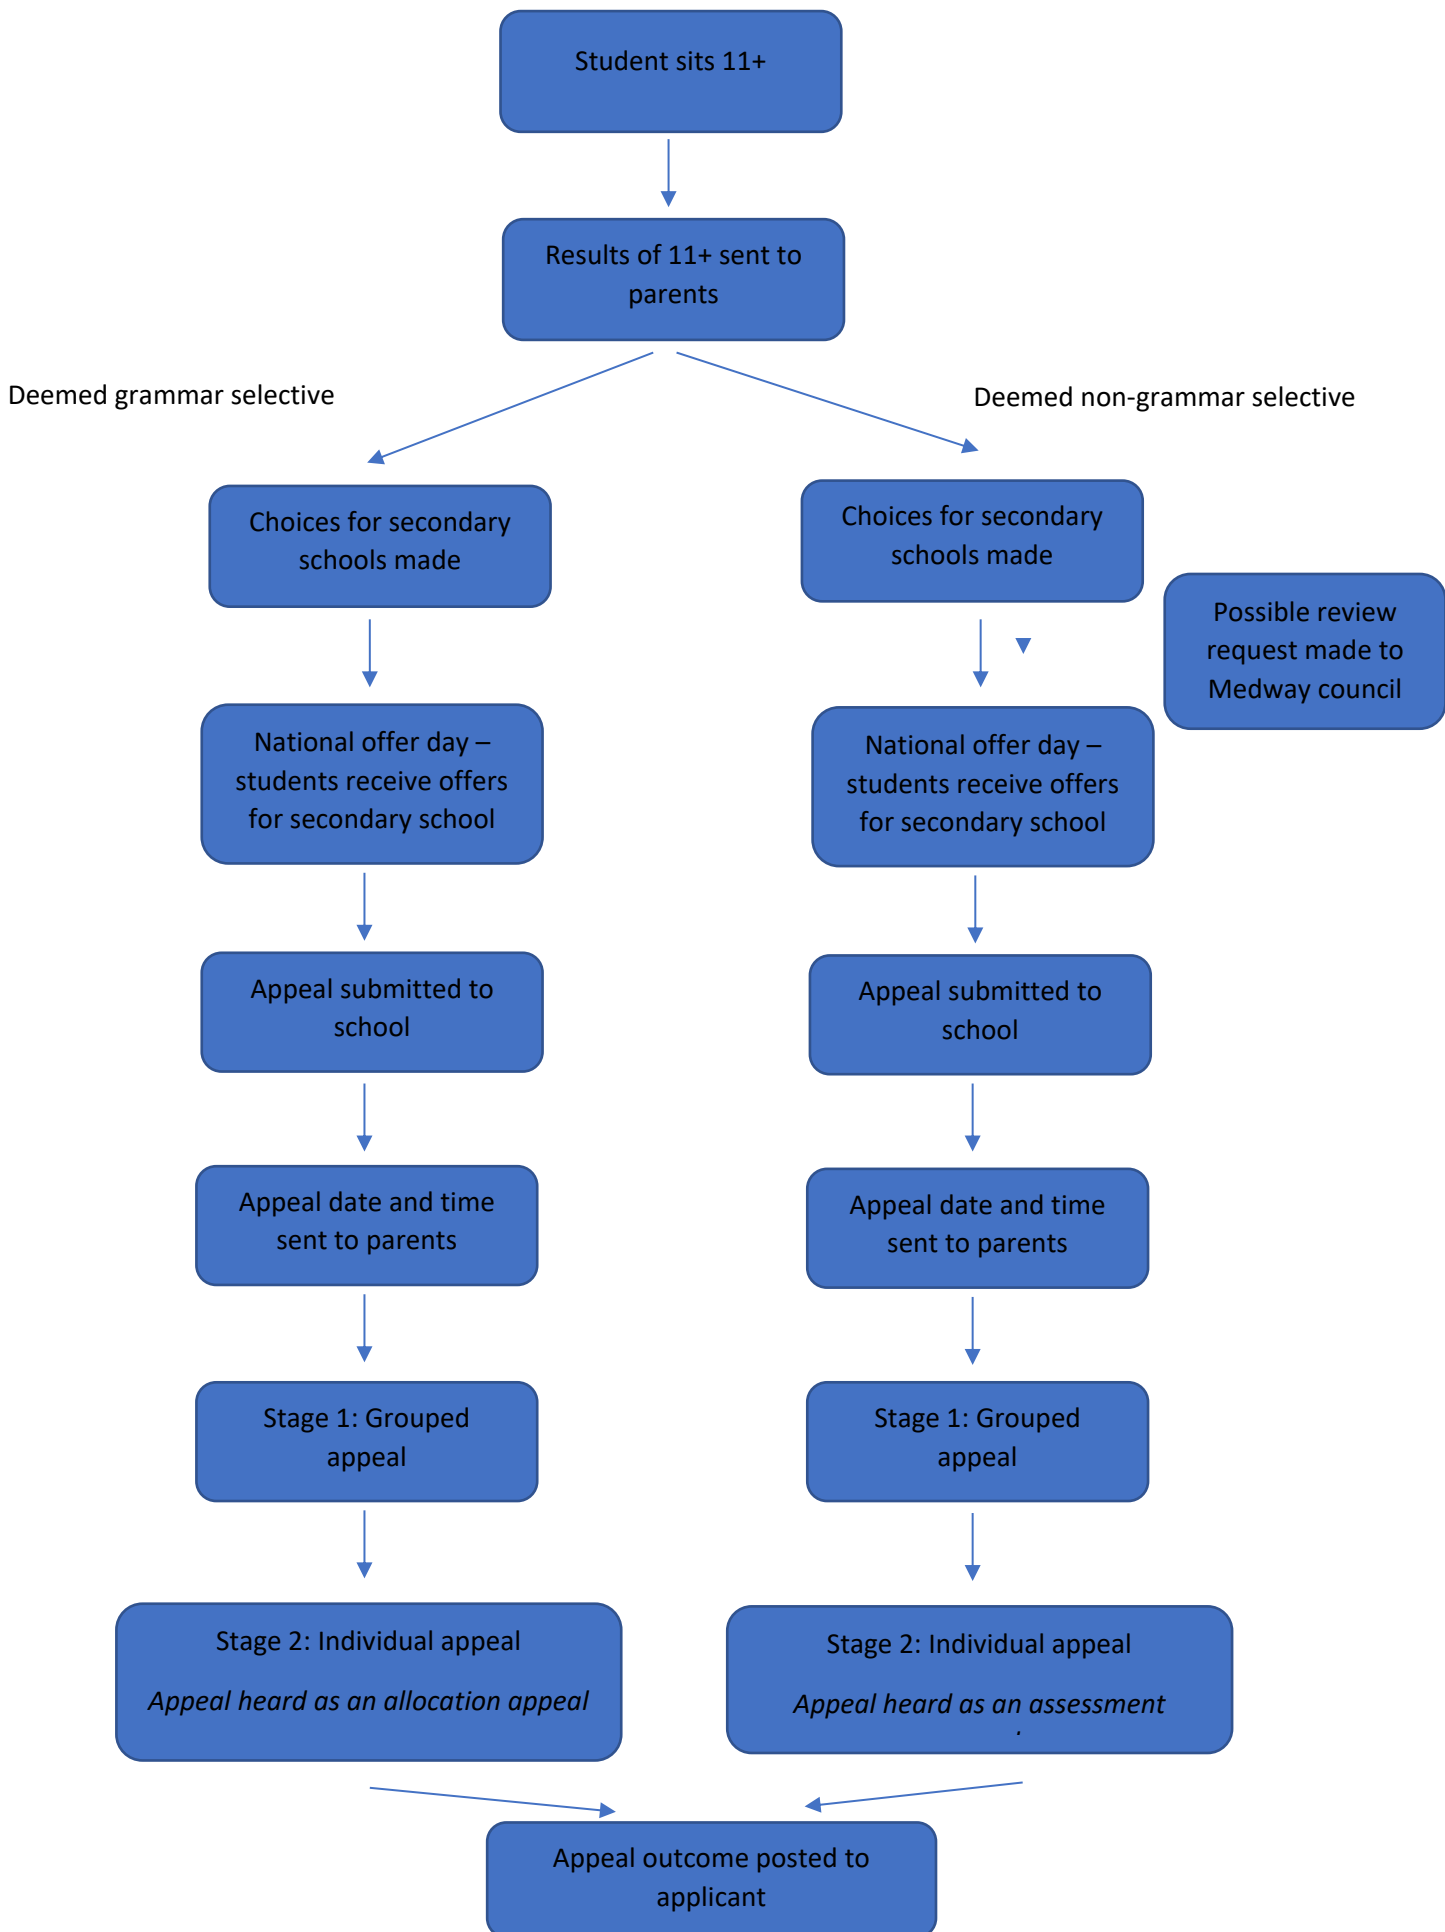 Student sits 11+
Results of 11+ sent to
parents
Deemed grammar selective
Deemed non-grammar selective
Choices for secondary
schools made
Choices for secondary
schools made
Possible review
request made to
Medway council
National offer day –
students receive offers
for secondary school
National offer day –
students receive offers
for secondary school
Appeal submitted to
school
Appeal submitted to
school
Appeal date and time
sent to parents
Appeal date and time
sent to parents
Stage 1: Grouped
appeal
Stage 1: Grouped
appeal
Stage 2: Individual appeal
Appeal heard as an allocation appeal
Stage 2: Individual appeal
Appeal heard as an assessment
Appeal outcome posted to
applicant